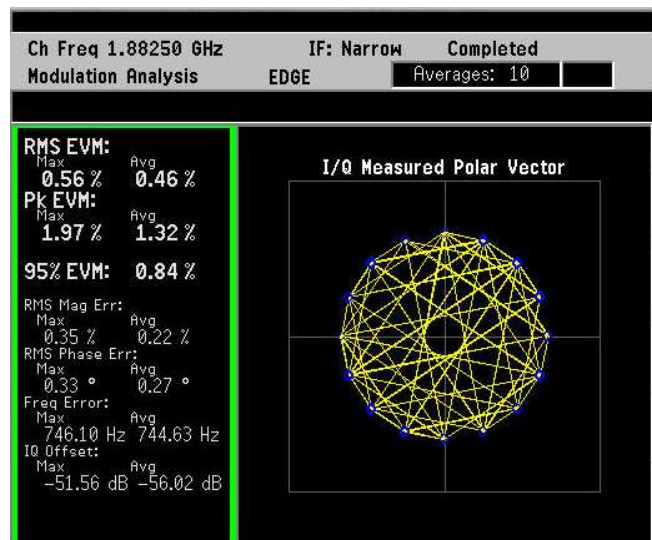 Ch Freq 1.88250 GHz IF: Narrow Completed
Modulation Analysis EDGE Averages: 10
RMS EVM:
Max Avg
0.56 % 0.46 %
Pk EVM:
Max Avg
1.97 % 1.32 %
95% EVM: 0.84 %
RMS Mag Err:
Max Avg
0.35 % 0.22 %
RMS Phase Err:
Max Avg
0.33 ° 0.27 °
Freq Error:
Max Avg
746.10 Hz 744.63 Hz
IQ Offset:
Max Avg
-51.56 dB -56.02 dB
I/Q Measured Polar Vector